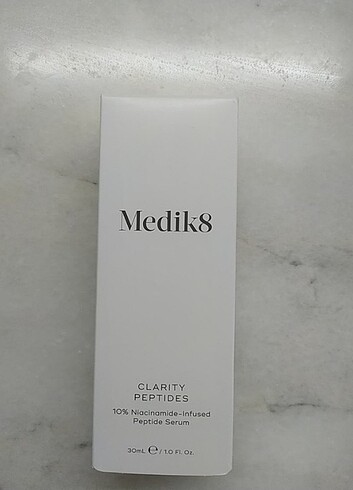 Medik8
CLARITY
PEPTIDES
10% Niacinamide-Infused
Peptide Serum
30mL ℮ / 1.0 Fl. Oz.